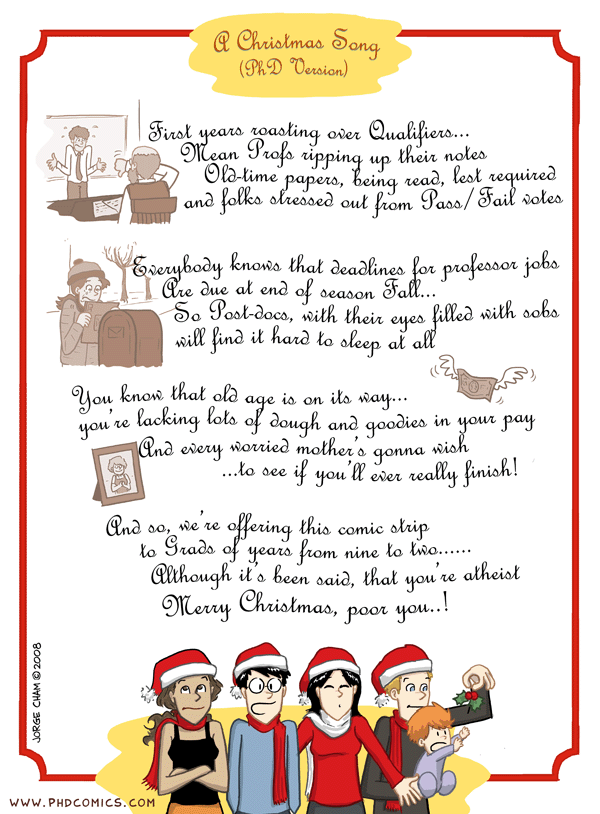 A Christmas Song
(PhD Version)
First years roasting over Qualifiers...
Mean Profs ripping up their notes
Old-time papers, being read, lest required
and folks stressed out from Pass/Fail votes
Everybody knows that deadlines for professor jobs
Are due at end of season Fall...
So Post-docs, with their eyes filled with sobs
will find it hard to sleep at all
You know that old age is on its way...
you're lacking lots of dough and goodies in your pay
And every worried mother's gonna wish
...to see if you'll ever really finish!
And so, we're offering this comic strip
to Grads of years from nine to two......
Although it's been said, that you're atheist
Merry Christmas, poor you..!
JORGE CHAM © 2008
WWW.PHDCOMICS.COM